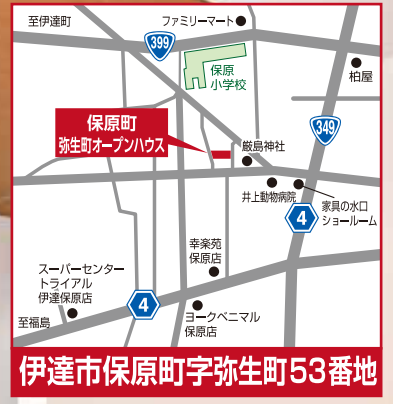 至伊達町
ファミリーマート
399
保原
小学校
柏屋
保原町
弥生町オープンハウス
349
厳島神社
井上動物病院
家具の水口
ショールーム
4
幸楽苑
保原店
スーパーセンター
トライアル
伊達保原店
4
至福島
ヨークベニマル
保原店
伊達市保原町字弥生町53番地